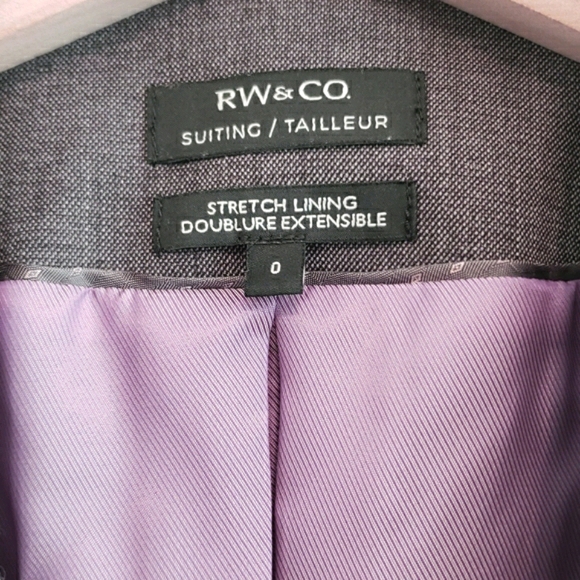 RW&CO.
SUITING / TAILLEUR
STRETCH LINING
DOUBLURE EXTENSIBLE
0